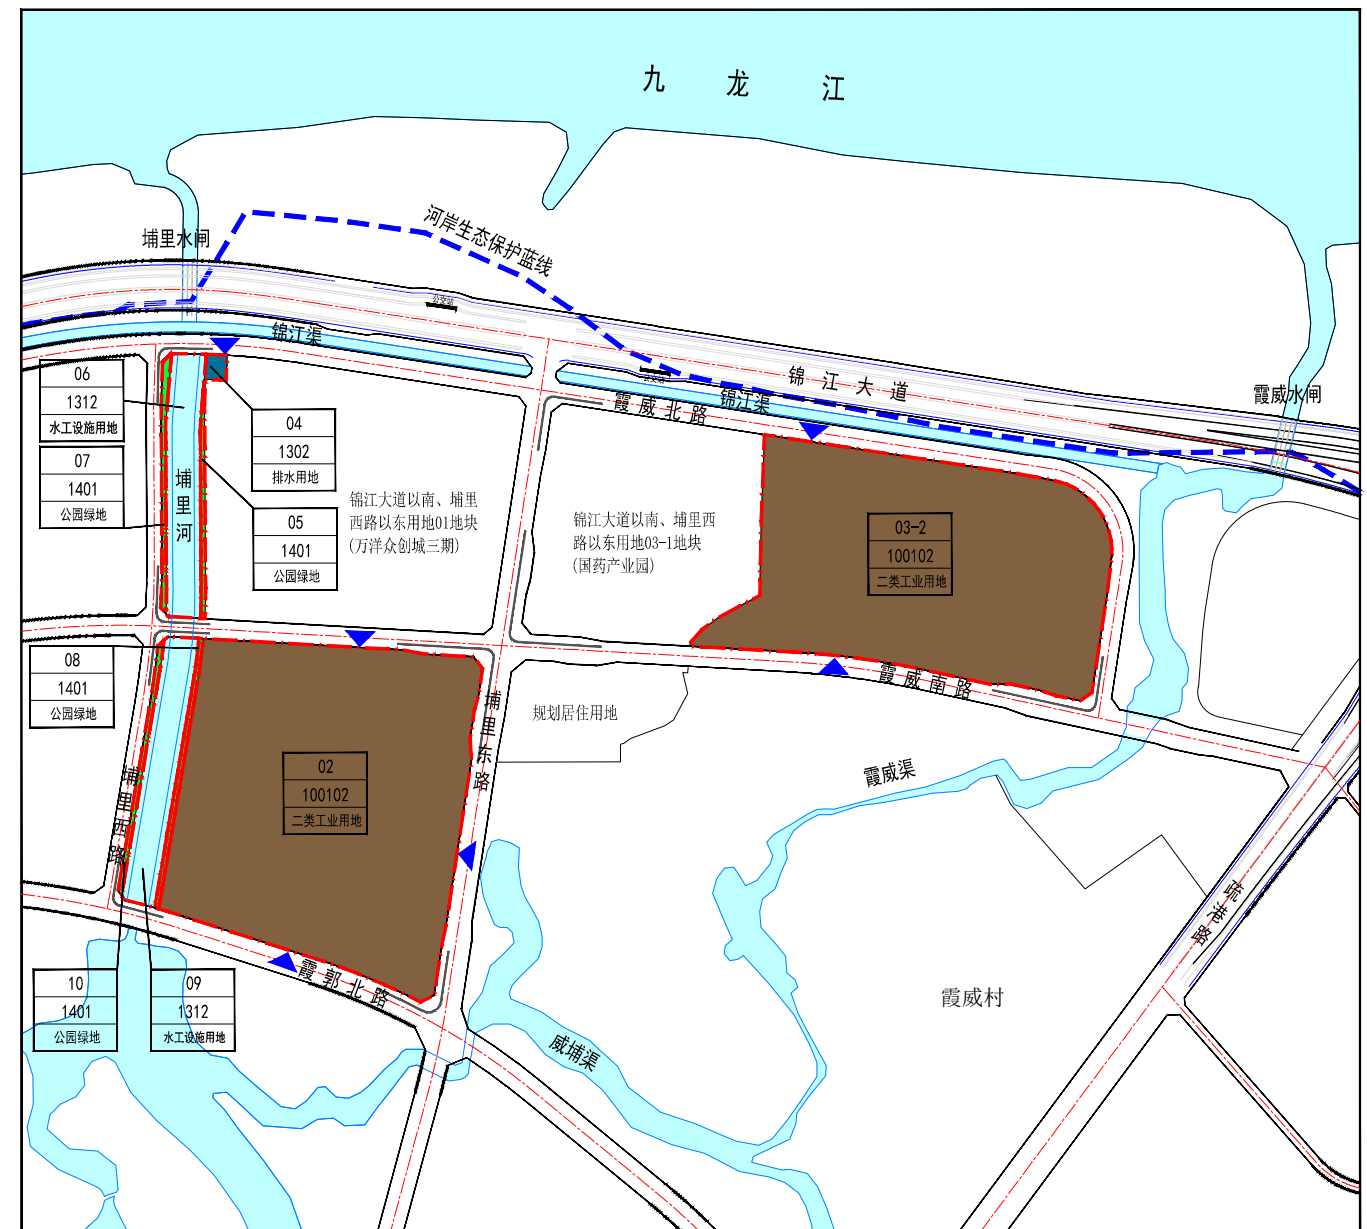 九龙江
河岸生态保护蓝线
埔里水闸
公交站
锦江渠
锦江大道
公交站
锦江渠
霞威北路
霞威水闸
06
1312
水工设施用地
07
1401
公园绿地
埔里河
04
1302
排水用地
05
1401
公园绿地
锦江大道以南、埔里
西路以东用地01地块
(万洋众创城三期)
锦江大道以南、埔里西
路以东用地03-1地块
(国药产业园)
03-2
100102
二类工业用地
08
1401
公园绿地
霞威南路
埔里东路
规划居住用地
02
100102
二类工业用地
埔里西路
霞威渠
疏港路
霞郭北路
霞威村
10
1401
公园绿地
09
1312
水工设施用地
威埔渠